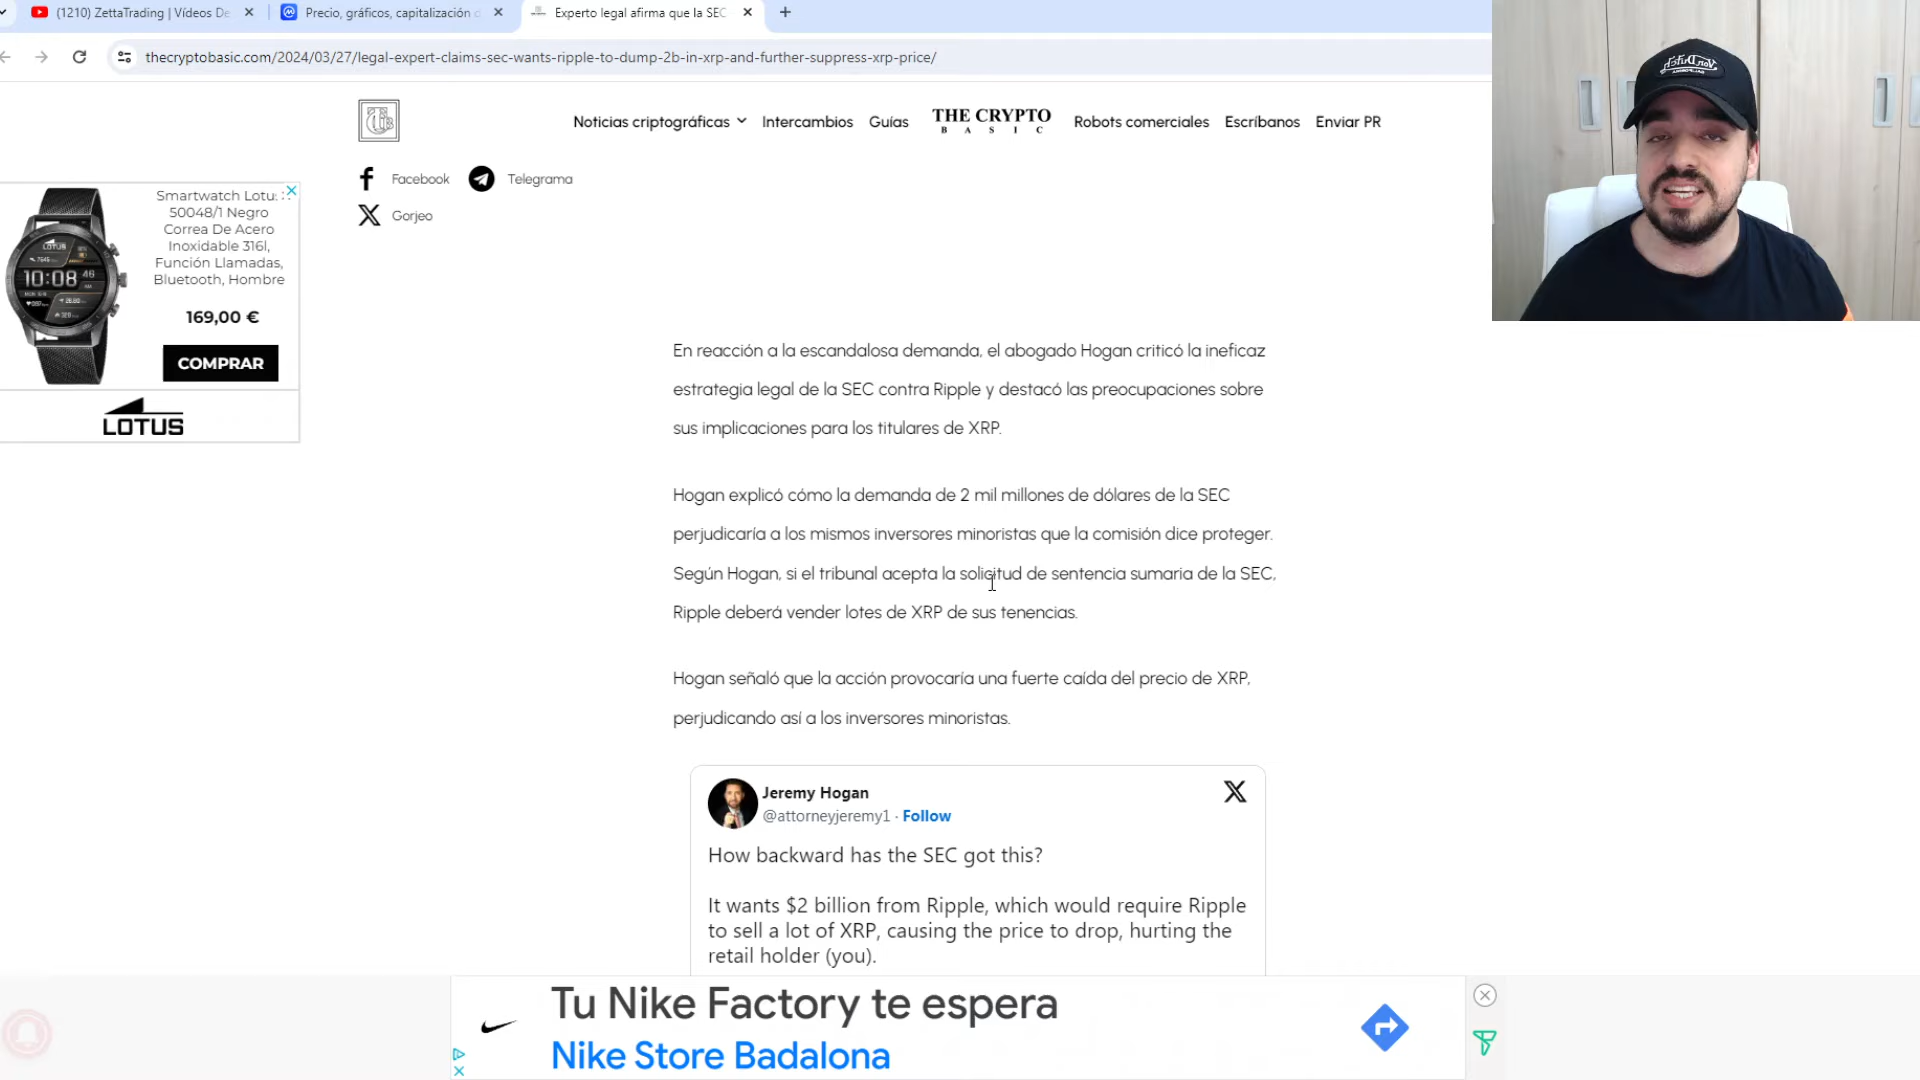 (1210) ZettaTrading | Vídeos De
Precio, gráficos, capitalización d
Experto legal afirma que la SEC
thecryptobasic.com/2024/03/27/legal-expert-claims-sec-wants-ripple-to-dump-2b-in-xrp-and-further-suppress-xrp-price/
Noticias criptográficas
Intercambios
Guías
THE CRYPTO
BASIC
Robots comerciales
Escríbanos
Enviar PR
Facebook
Telegrama
Gorjeo
Smartwatch Lotu
50048/1 Negro
Correa De Acero
Inoxidable 316l,
Función Llamadas,
Bluetooth, Hombre
169,00 €
COMPRAR
LOTUS
LOTUS
10:08 46
Von Dutch
En reacción a la escandalosa demanda, el abogado Hogan criticó la ineficaz
estrategia legal de la SEC contra Ripple y destacó las preocupaciones sobre
sus implicaciones para los titulares de XRP.
Hogan explicó cómo la demanda de 2 mil millones de dólares de la SEC
perjudicaría a los mismos inversores minoristas que la comisión dice proteger.
Según Hogan, si el tribunal acepta la solicitud de sentencia sumaria de la SEC,
Ripple deberá vender lotes de XRP de sus tenencias.
Hogan señaló que la acción provocaría una fuerte caída del precio de XRP,
perjudicando así a los inversores minoristas.
Jeremy Hogan
@attorneyjeremy1 · Follow
How backward has the SEC got this?
It wants $2 billion from Ripple, which would require Ripple
to sell a lot of XRP, causing the price to drop, hurting the
retail holder (you).
Tu Nike Factory te espera
Nike Store Badalona